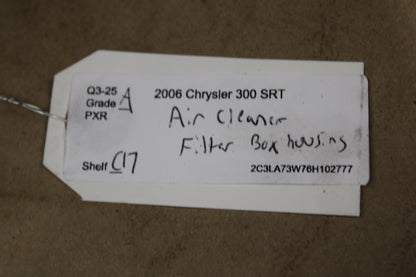 Q3-25 2006 Chrysler 300 SRT
Grade A
PXR Air Cleaner
Filter Box housing
Shelf C17 2C3LA73W76H102777